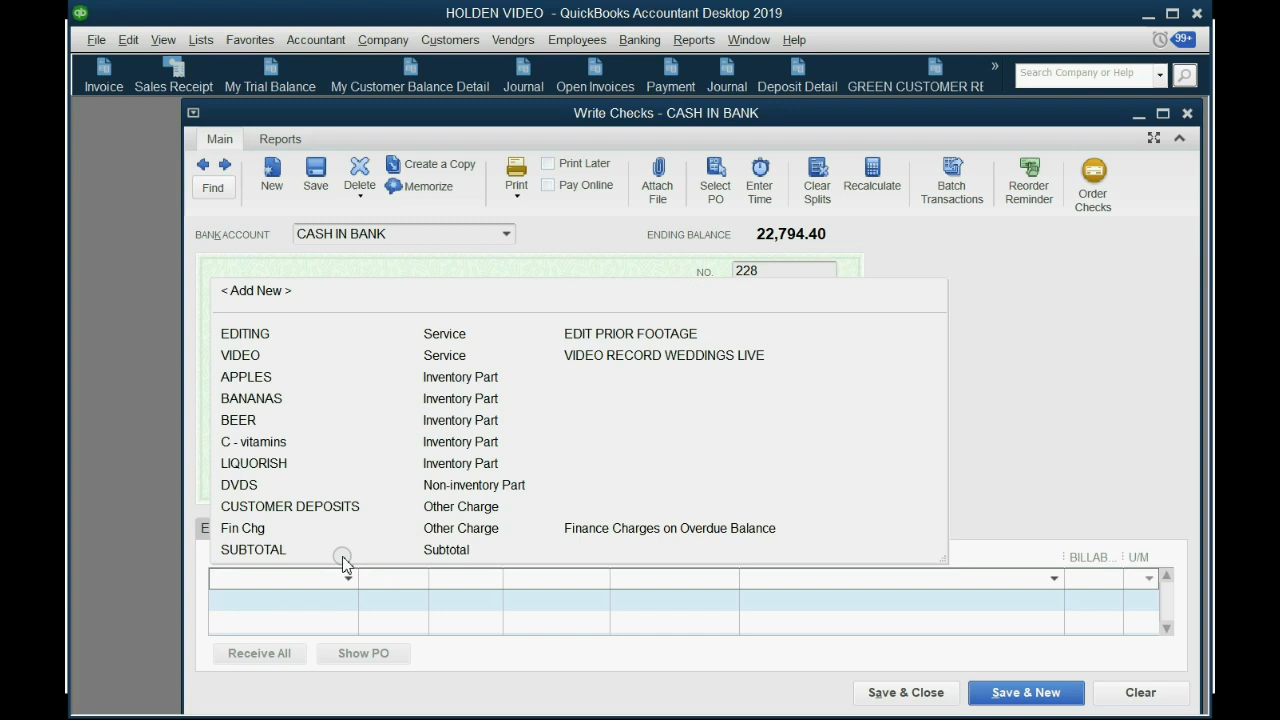 HOLDEN VIDEO - QuickBooks Accountant Desktop 2019
File Edit View Lists Favorites Accountant Company Customers Vendors Employees Banking Reports Window Help
99+
Invoice Sales Receipt My Trial Balance My Customer Balance Detail Journal Open Invoices Payment Journal Deposit Detail GREEN CUSTOMER RE
Search Company or Help
Write Checks - CASH IN BANK
Main Reports
Find New Save Delete Create a Copy Memorize Print Print Later Pay Online Attach File Select PO Enter Time Clear Splits Recalculate Batch Transactions Reorder Reminder Order Checks
BANK ACCOUNT CASH IN BANK ENDING BALANCE 22,794.40
NO. 228
< Add New >
EDITING Service EDIT PRIOR FOOTAGE
VIDEO Service VIDEO RECORD WEDDINGS LIVE
APPLES Inventory Part
BANANAS Inventory Part
BEER Inventory Part
C - vitamins Inventory Part
LIQUORISH Inventory Part
DVDS Non-inventory Part
CUSTOMER DEPOSITS Other Charge
E Fin Chg Other Charge Finance Charges on Overdue Balance
SUBTOTAL Subtotal
BILLAB... U/M
Receive All Show PO
Save & Close Save & New Clear